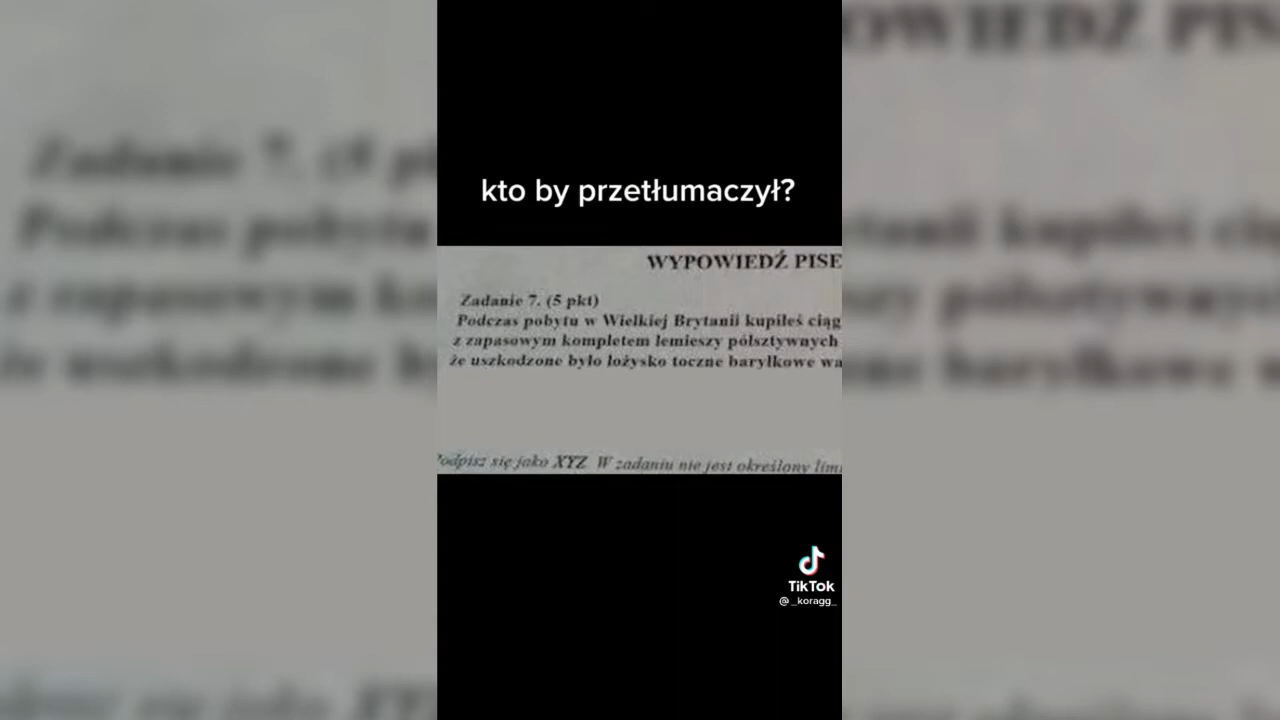 kto by przetłumaczył?
WYPOWIEDŹ PISE
Zadanie 7. (5 pkt)
Podczas pobytu w Wielkiej Brytanii kupiłeś ciąg
z zapasowym kompletem lemieszy półsztywnych
że uszkodzone było łożysko toczne baryłkowe wa
Podpisz się jako XYZ W zadaniu nie jest określony limi
TikTok
@_koragg_